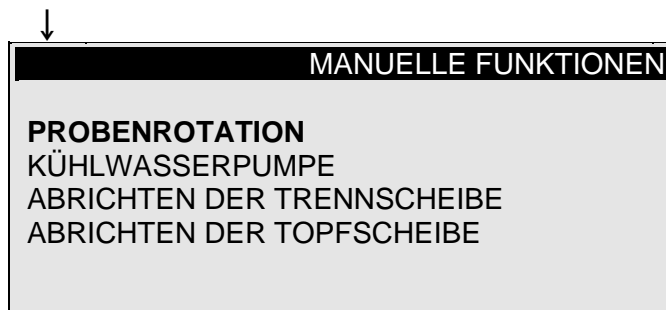 MANUELLE FUNKTIONEN
PROBENROTATION
KÜHLWASSERPUMPE
ABRICHTEN DER TRENNSCHEIBE
ABRICHTEN DER TOPFSCHEIBE